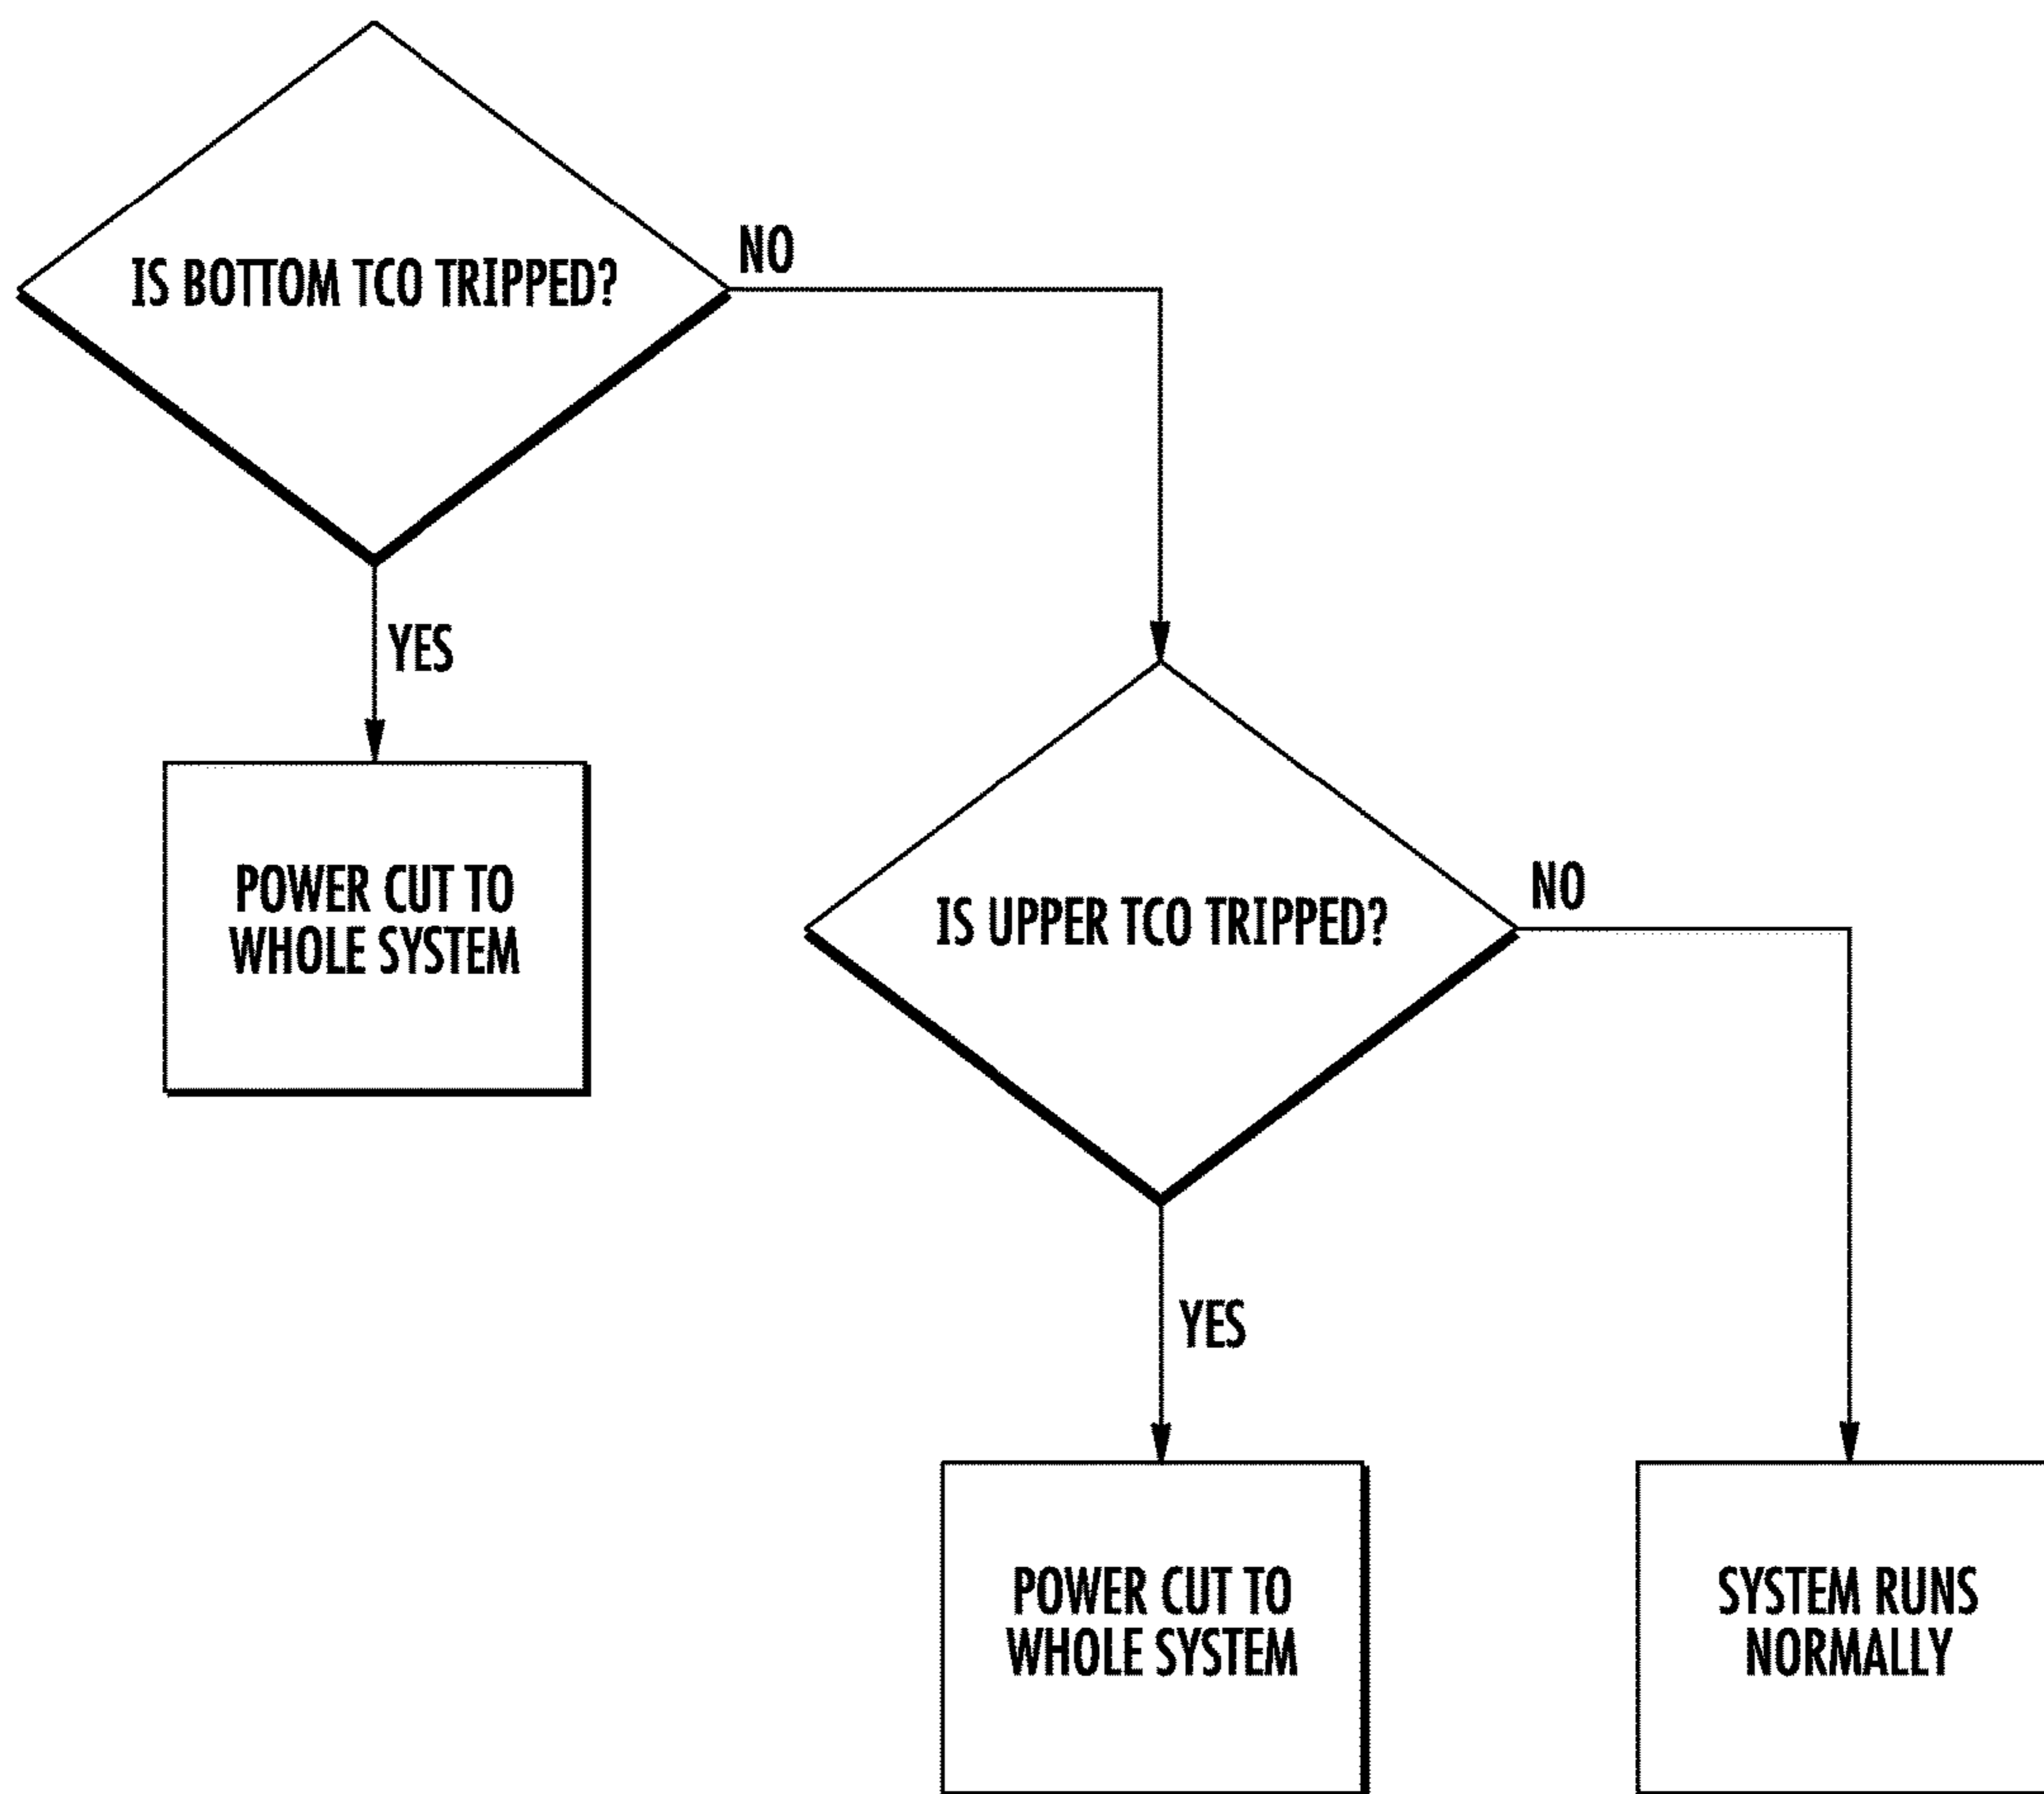 IS BOTTOM TCO TRIPPED?
NO
YES
POWER CUT TO
WHOLE SYSTEM
IS UPPER TCO TRIPPED?
NO
YES
POWER CUT TO
WHOLE SYSTEM
SYSTEM RUNS
NORMALLY